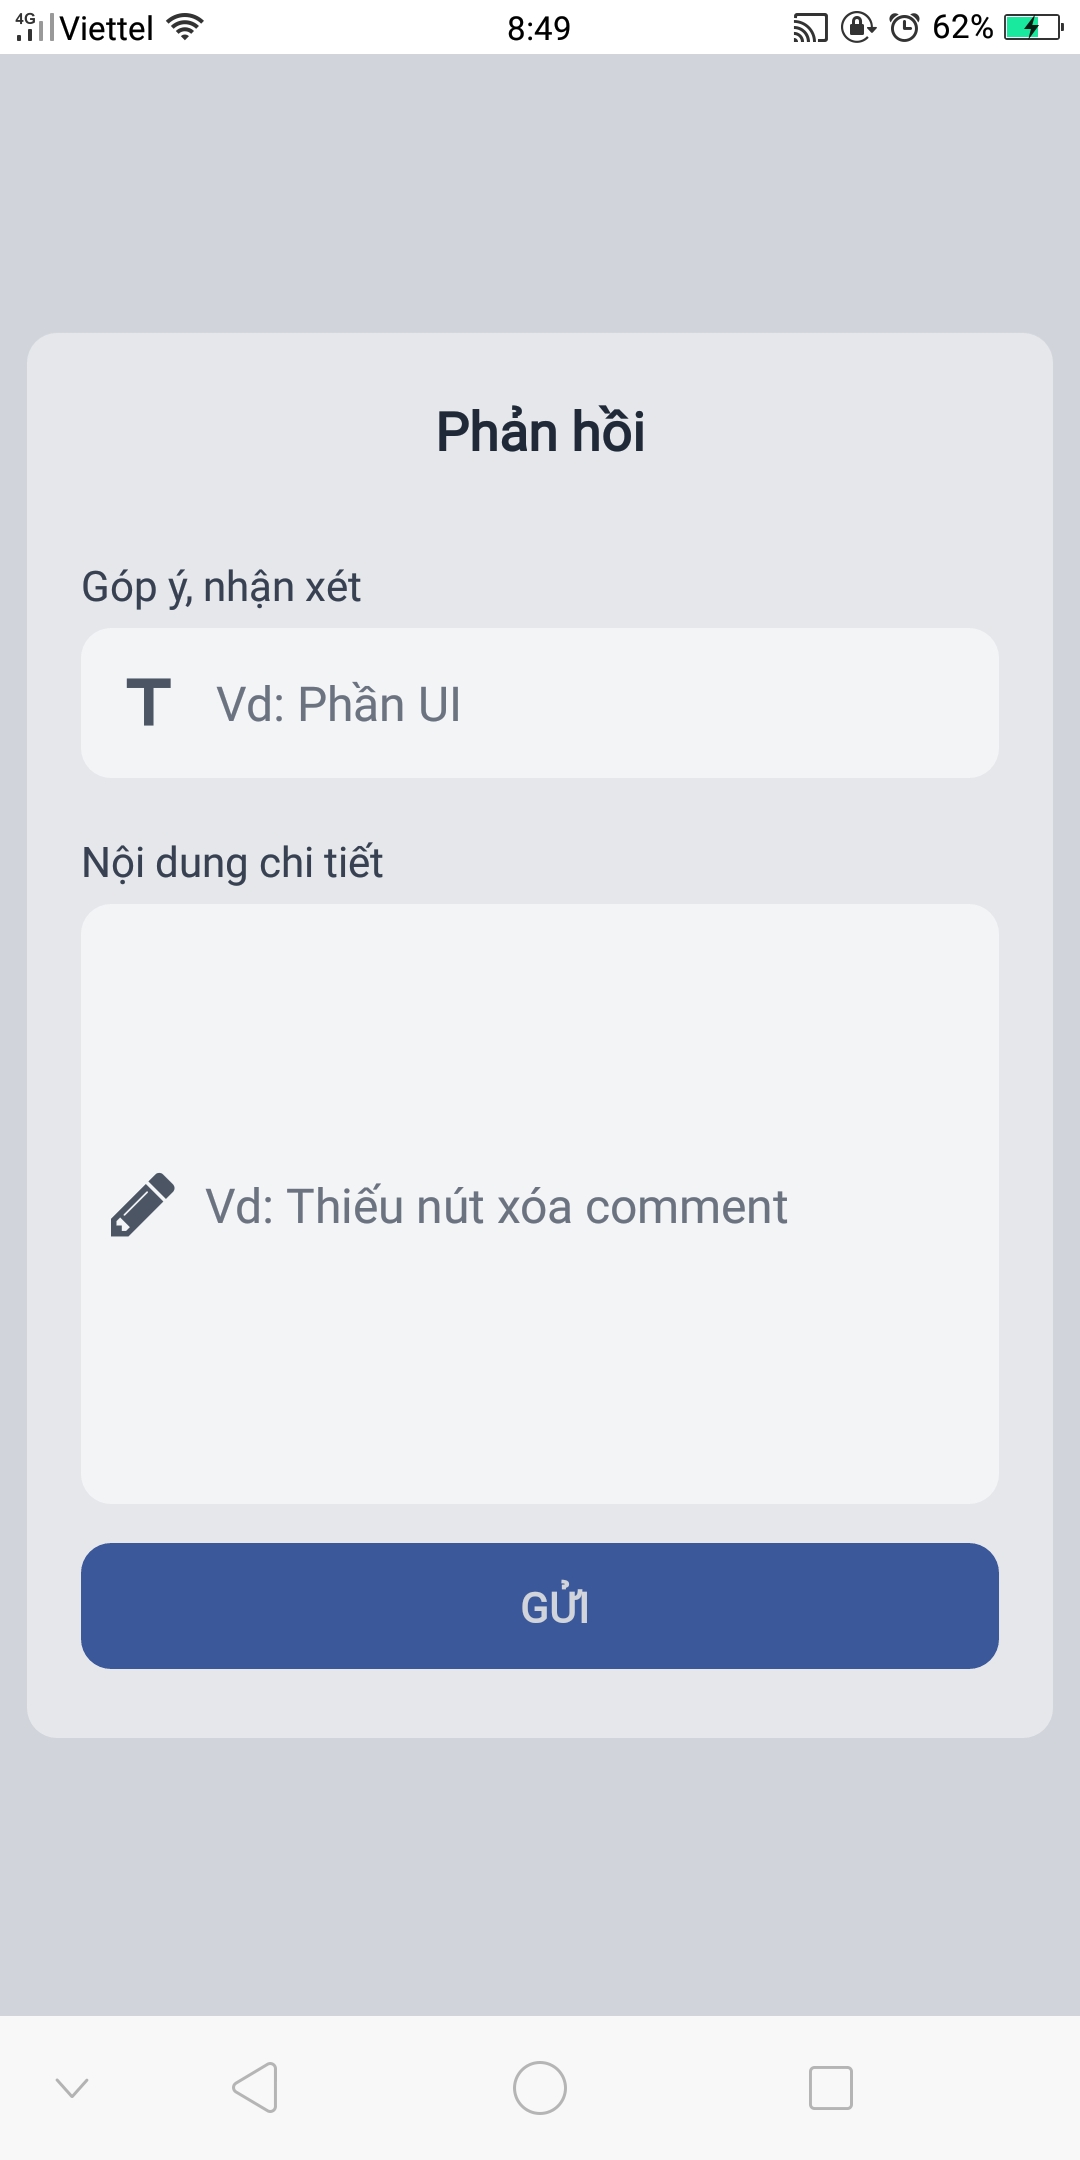 4G Viettel 8:49 62%
Phản hồi
Góp ý, nhận xét
T Vd: Phần UI
Nội dung chi tiết
Vd: Thiếu nút xóa comment
GỬI